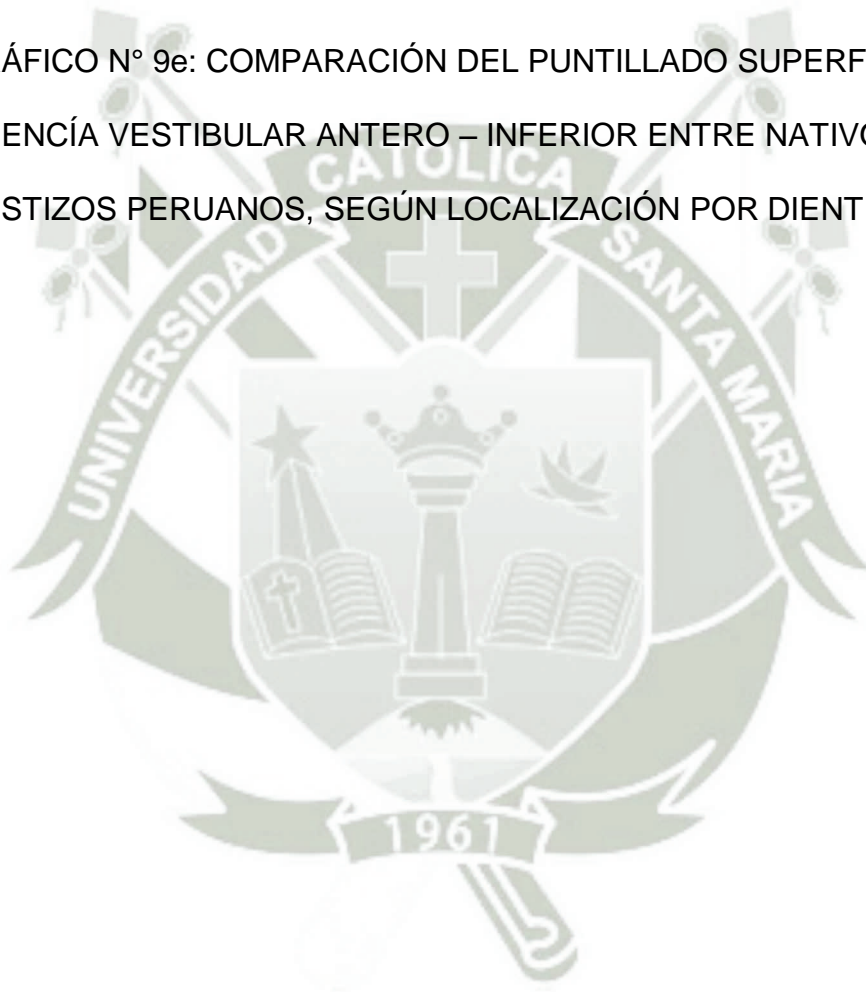 ÁFICO N° 9e: COMPARACIÓN DEL PUNTILLADO SUPERF
ENCÍA VESTIBULAR ANTERO – INFERIOR ENTRE NATIVO
STIZOS PERUANOS, SEGÚN LOCALIZACIÓN POR DIENT
UNIVERSIDAD CATOLICA SANTA MARIA
1961